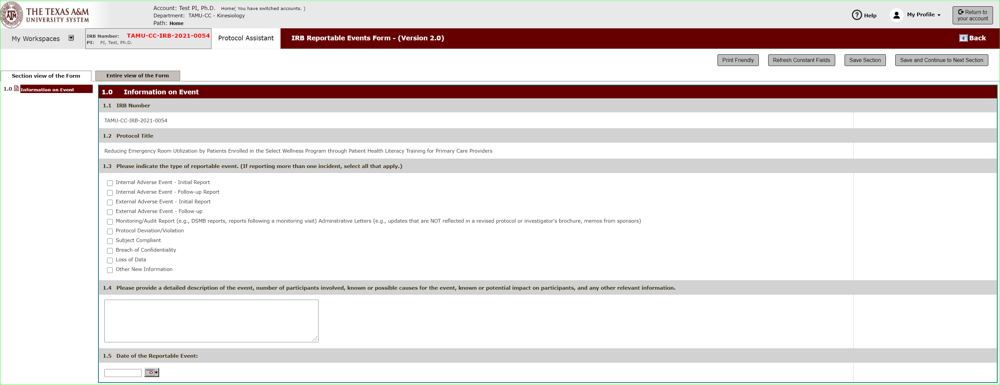 THE TEXAS A&M
UNIVERSITY SYSTEM
Account: Test PI, Ph.D. Home( You have switched accounts. )
Department: TAMU-CC - Kinesiology
Path: Home
Help
My Profile
Return to
your account
My Workspaces
IRB Number: TAMU-CC-IRB-2021-0054
PI: PI, Test, Ph.D.
Protocol Assistant
IRB Reportable Events Form - (Version 2.0)
Back
Print Friendly
Refresh Constant Fields
Save Section
Save and Continue to Next Section
Section view of the Form
Entire view of the Form
1.0 Information on Event
1.0 Information on Event
1.1 IRB Number
TAMU-CC-IRB-2021-0054
1.2 Protocol Title
Reducing Emergency Room Utilization by Patients Enrolled in the Select Wellness Program through Patient Health Literacy Training for Primary Care Providers
1.3 Please indicate the type of reportable event. (If reporting more than one incident, select all that apply.)
Internal Adverse Event - Initial Report
Internal Adverse Event - Follow-up Report
External Adverse Event - Initial Report
External Adverse Event - Follow-up
Monitoring/Audit Report (e.g., DSMB reports, reports following a monitoring visit) Adminstrative Letters (e.g., updates that are NOT reflected in a revised protocol or investigator's brochure, memos from sponsors)
Protocol Deviation/Violation
Subject Compliant
Breach of Confidentiality
Loss of Data
Other New Information
1.4 Please provide a detailed description of the event, number of participants involved, known or possible causes for the event, known or potential impact on participants, and any other relevant information.
1.5 Date of the Reportable Event: